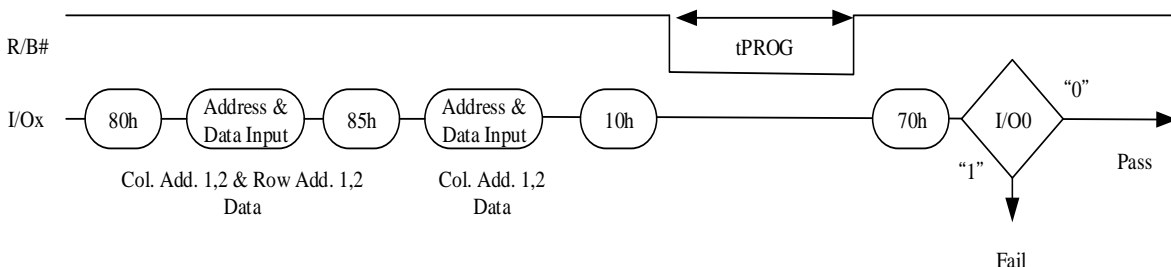 R/B#
tPROG
I/Ox
80h
Address &
Data Input
85h
Address &
Data Input
10h
70h
I/O0
“0”
“1”
Pass
Col. Add. 1,2 & Row Add. 1,2
Data
Col. Add. 1,2
Data
Fail